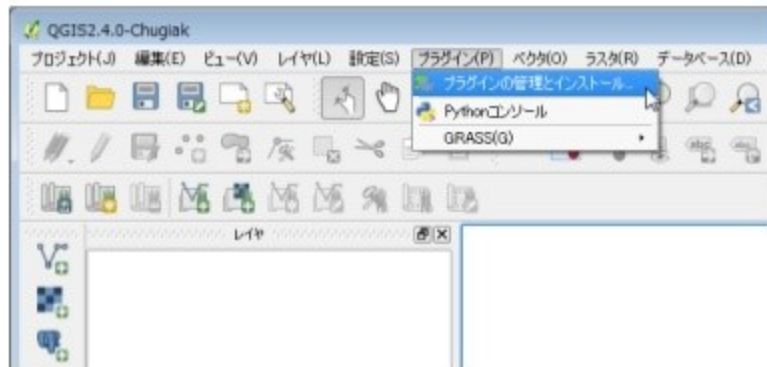 QGIS2.4.0-Chugiak
プロジェクト(J) 編集(E) ビュー(V) レイヤ(L) 設定(S) プラグイン(P) ベクタ(O) ラスタ(R) データベース(D)
プラグインの管理とインストール...
Pythonコンソール
GRASS(G)
レイヤ